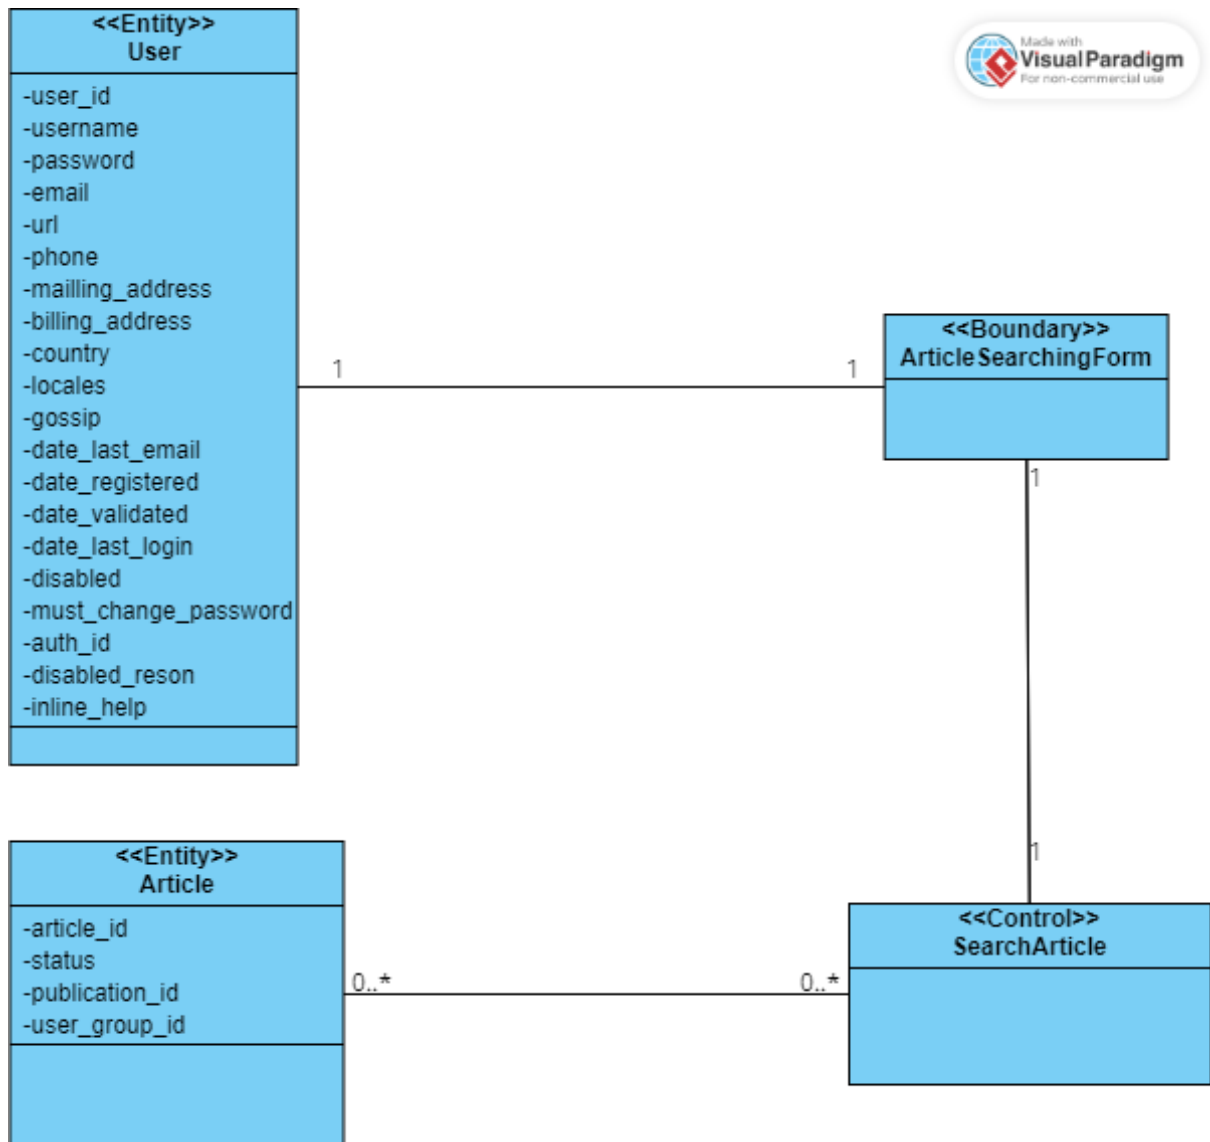 <<Entity>>
User
-user_id
-username
-password
-email
-url
-phone
-mailling_address
-billing_address
-country
-locales
-gossip
-date_last_email
-date_registered
-date_validated
-date_last_login
-disabled
-must_change_password
-auth_id
-disabled_reson
-inline_help
Made with
Visual Paradigm
For non-commercial use
1
1
<<Boundary>>
ArticleSearchingForm
1
1
<<Entity>>
Article
-article_id
-status
-publication_id
-user_group_id
0..*
0..*
<<Control>>
SearchArticle